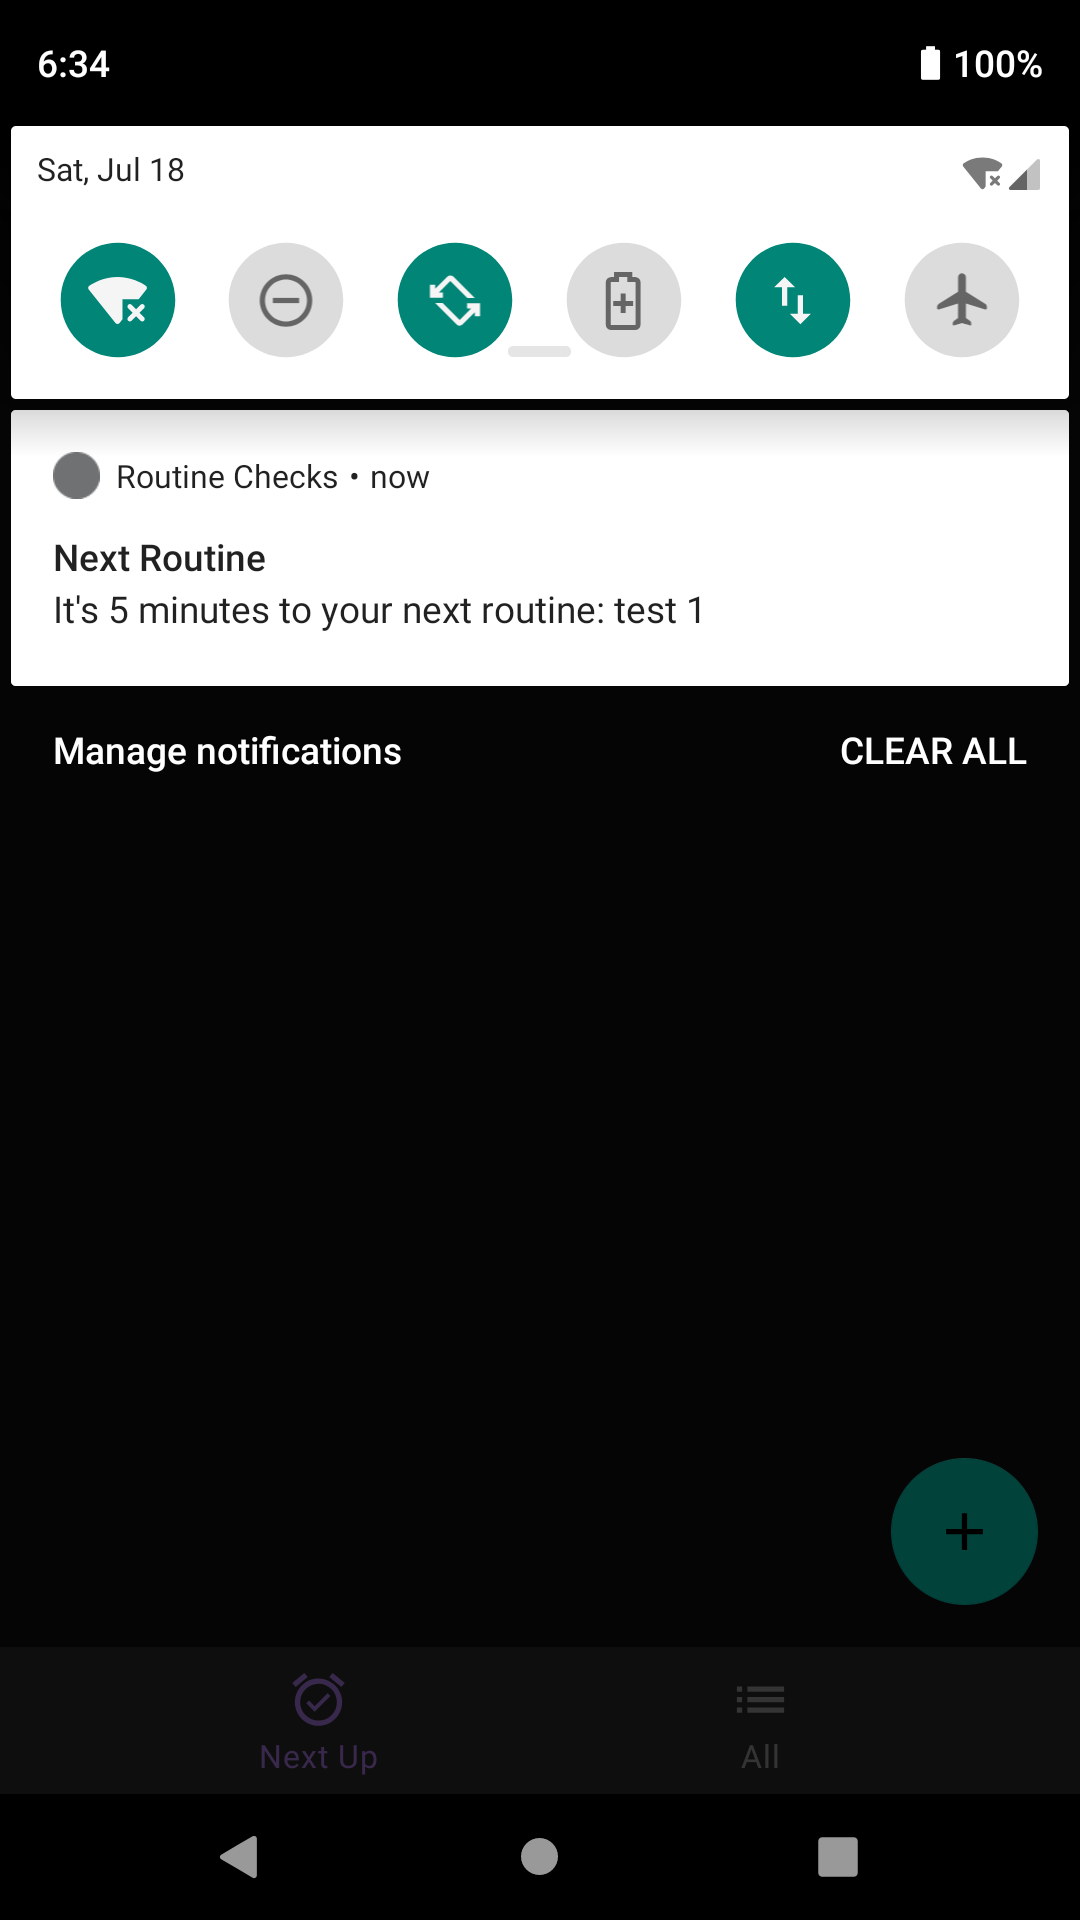 6:34
100%
Sat, Jul 18
Routine Checks • now
Next Routine
It's 5 minutes to your next routine: test 1
Manage notifications
CLEAR ALL
Next Up
All